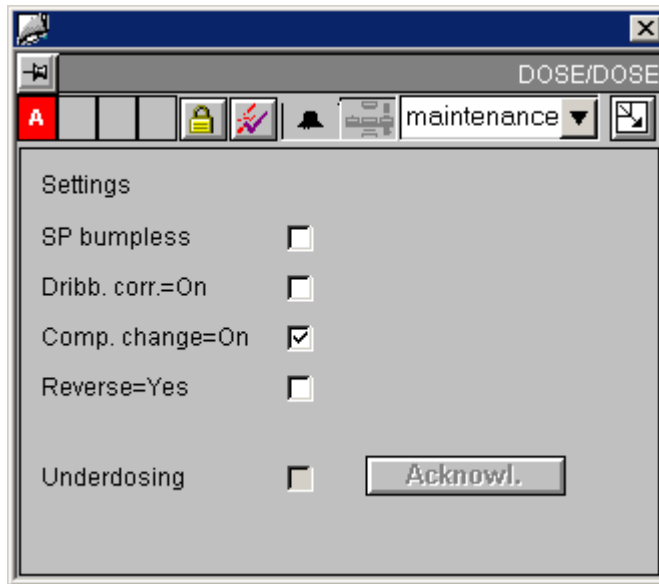 DOSE/DOSE
A maintenance
Settings
SP bumpless
Dribb. corr.=On
Comp. change=On
Reverse=Yes
Underdosing Acknowl.